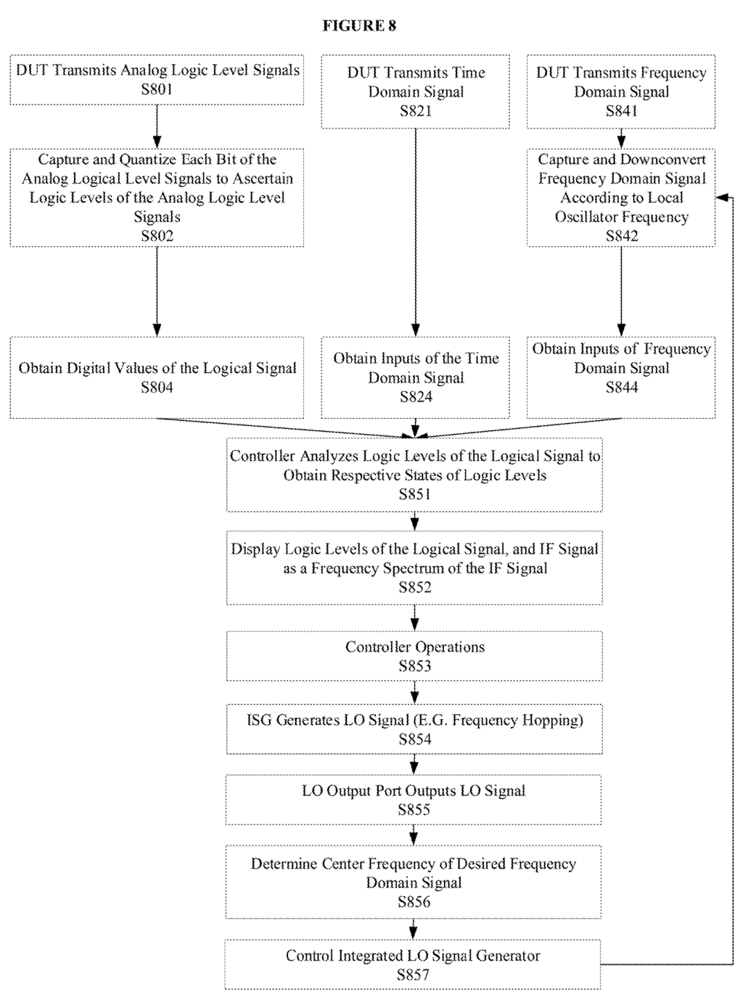 FIGURE 8
DUT Transmits Analog Logic Level Signals
S801
DUT Transmits Time
Domain Signal
S821
DUT Transmits Frequency
Domain Signal
S841
Capture and Quantize Each Bit of the
Analog Logical Level Signals to Ascertain
Logic Levels of the Analog Logic Level
Signals
S802
Capture and Downconvert
Frequency Domain Signal
According to Local
Oscillator Frequency
S842
Obtain Digital Values of the Logical Signal
S804
Obtain Inputs of the Time
Domain Signal
S824
Obtain Inputs of Frequency
Domain Signal
S844
Controller Analyzes Logic Levels of the Logical Signal to
Obtain Respective States of Logic Levels
S851
Display Logic Levels of the Logical Signal, and IF Signal
as a Frequency Spectrum of the IF Signal
S852
Controller Operations
S853
ISG Generates LO Signal (E.G. Frequency Hopping)
S854
LO Output Port Outputs LO Signal
S855
Determine Center Frequency of Desired Frequency
Domain Signal
S856
Control Integrated LO Signal Generator
S857